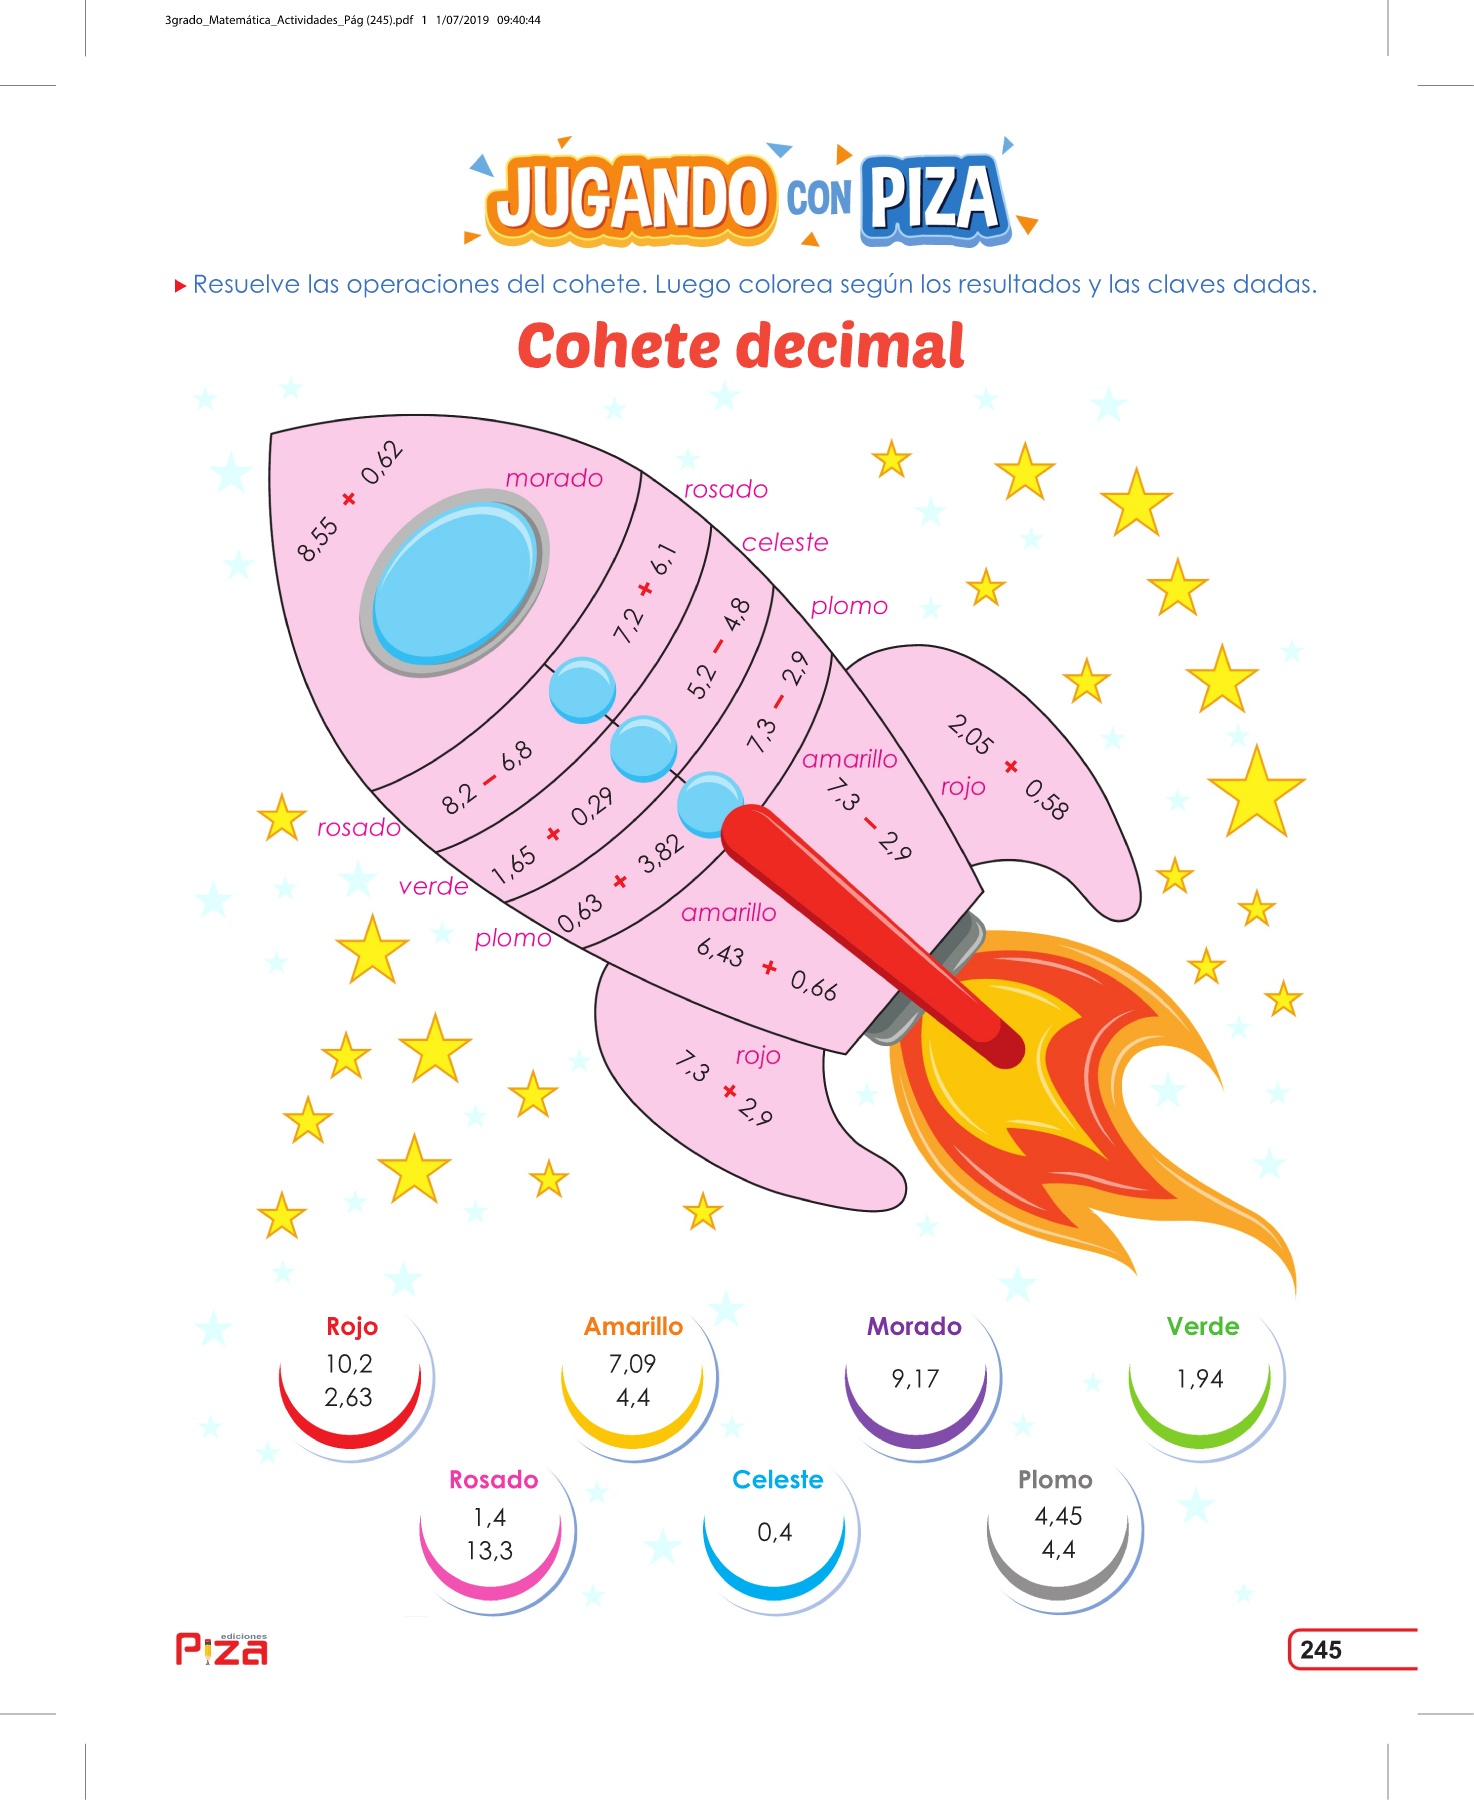 3grado_Matemática_Actividades_Pág (245).pdf 1 1/07/2019 09:40:44
JUGANDO CON PIZA
Resuelve las operaciones del cohete. Luego colorea según los resultados y las claves dadas.
Cohete decimal
8,55 + 0,62
morado
rosado
7,2 + 6,1
celeste
5,2 − 4,8
plomo
7,3 − 2,9
8,2 − 6,8
rosado
1,65 + 0,29
verde
0,63 + 3,82
plomo
amarillo
7,3 − 2,9
2,05 + 0,58
rojo
amarillo
6,43 + 0,66
rojo
7,3 + 2,9
Rojo
10,2
2,63
Amarillo
7,09
4,4
Morado
9,17
Verde
1,94
Rosado
1,4
13,3
Celeste
0,4
Plomo
4,45
4,4
ediciones
Piza
245